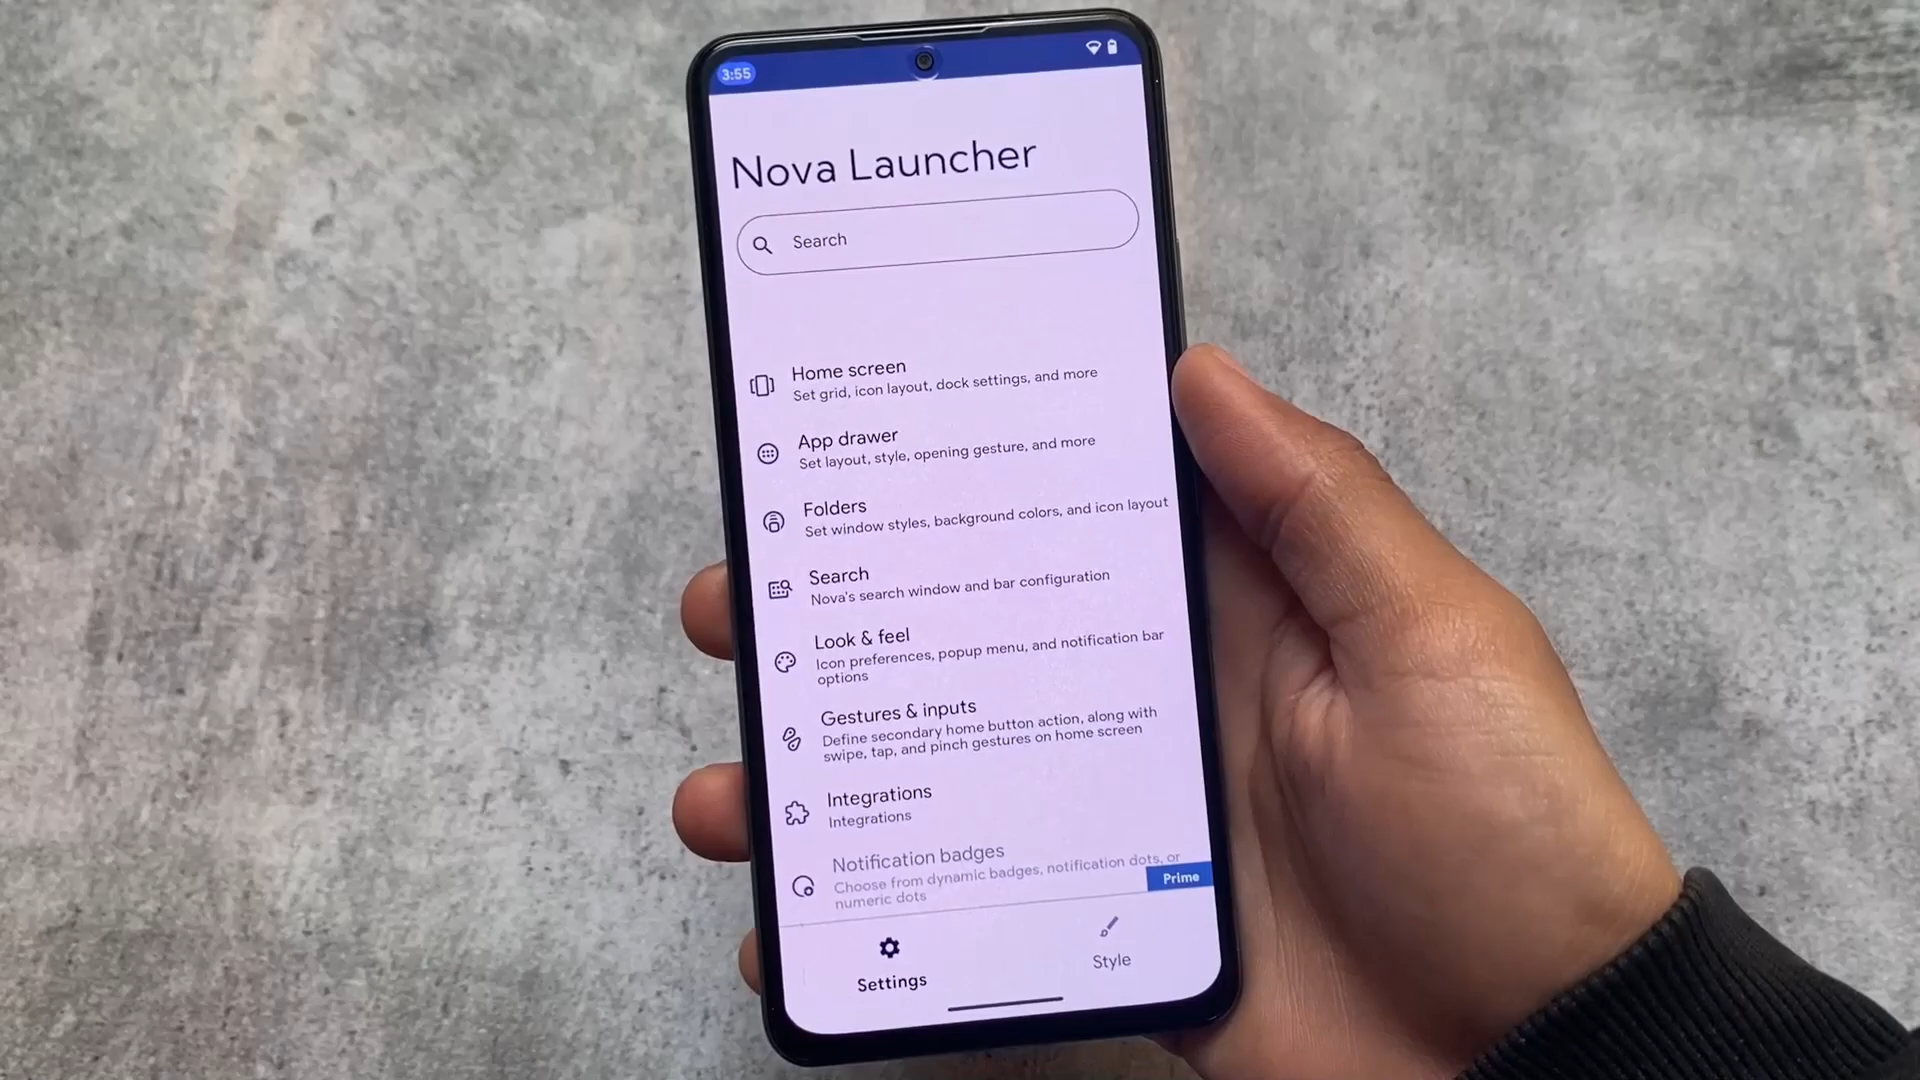 3:55
Nova Launcher
Search
Home screen
Set grid, icon layout, dock settings, and more
App drawer
Set layout, style, opening gesture, and more
Folders
Set window styles, background colors, and icon layout
Search
Nova's search window and bar configuration
Look & feel
Icon preferences, popup menu, and notification bar
options
Gestures & inputs
Define secondary home button action, along with
swipe, tap, and pinch gestures on home screen
Integrations
Integrations
Notification badges
Choose from dynamic badges, notification dots, or
numeric dots
Prime
Settings
Style